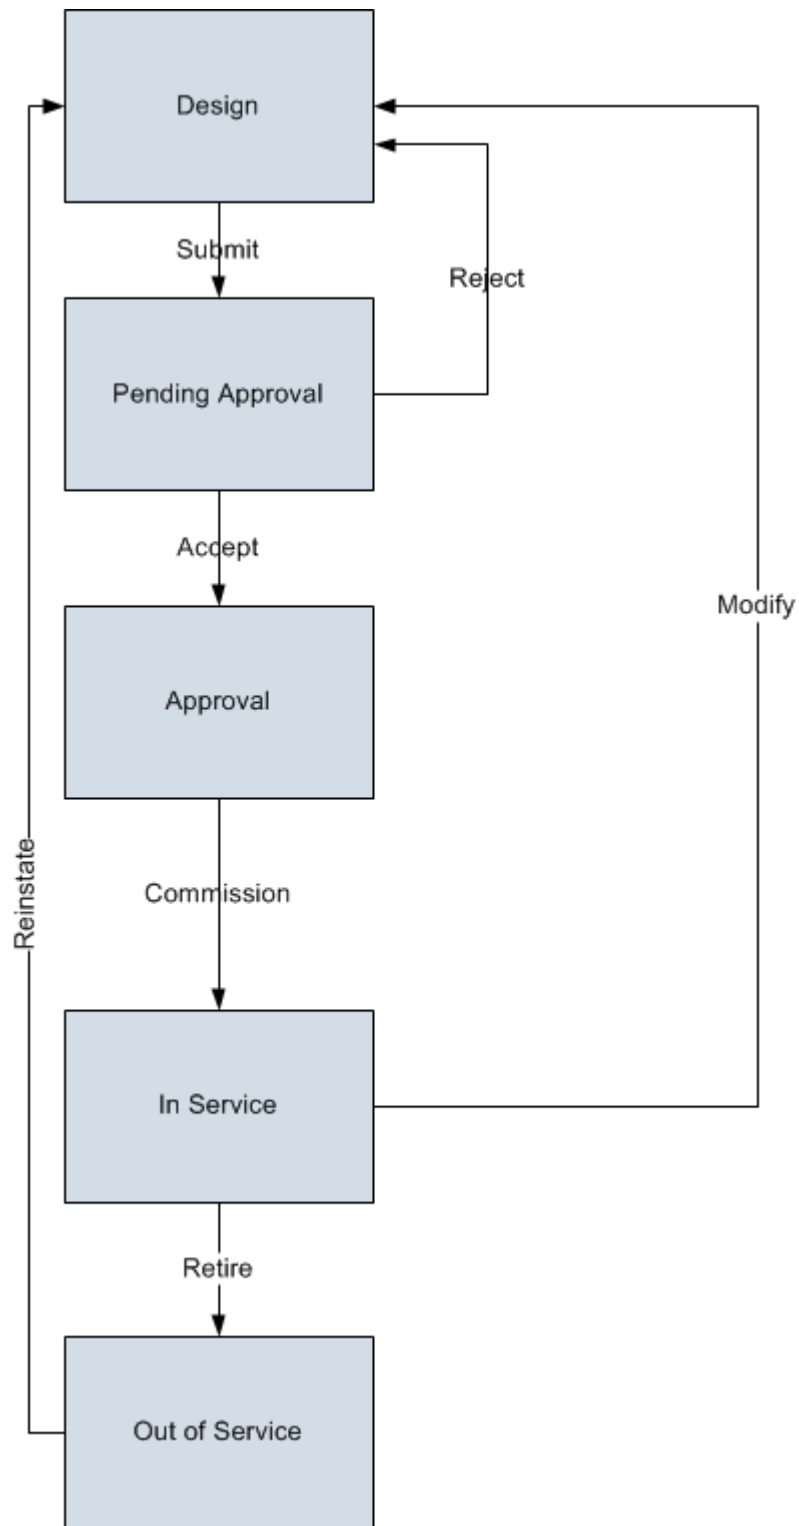 Design
Submit
Reject
Pending Approval
Accept
Modify
Approval
Reinstate
Commission
In Service
Retire
Out of Service